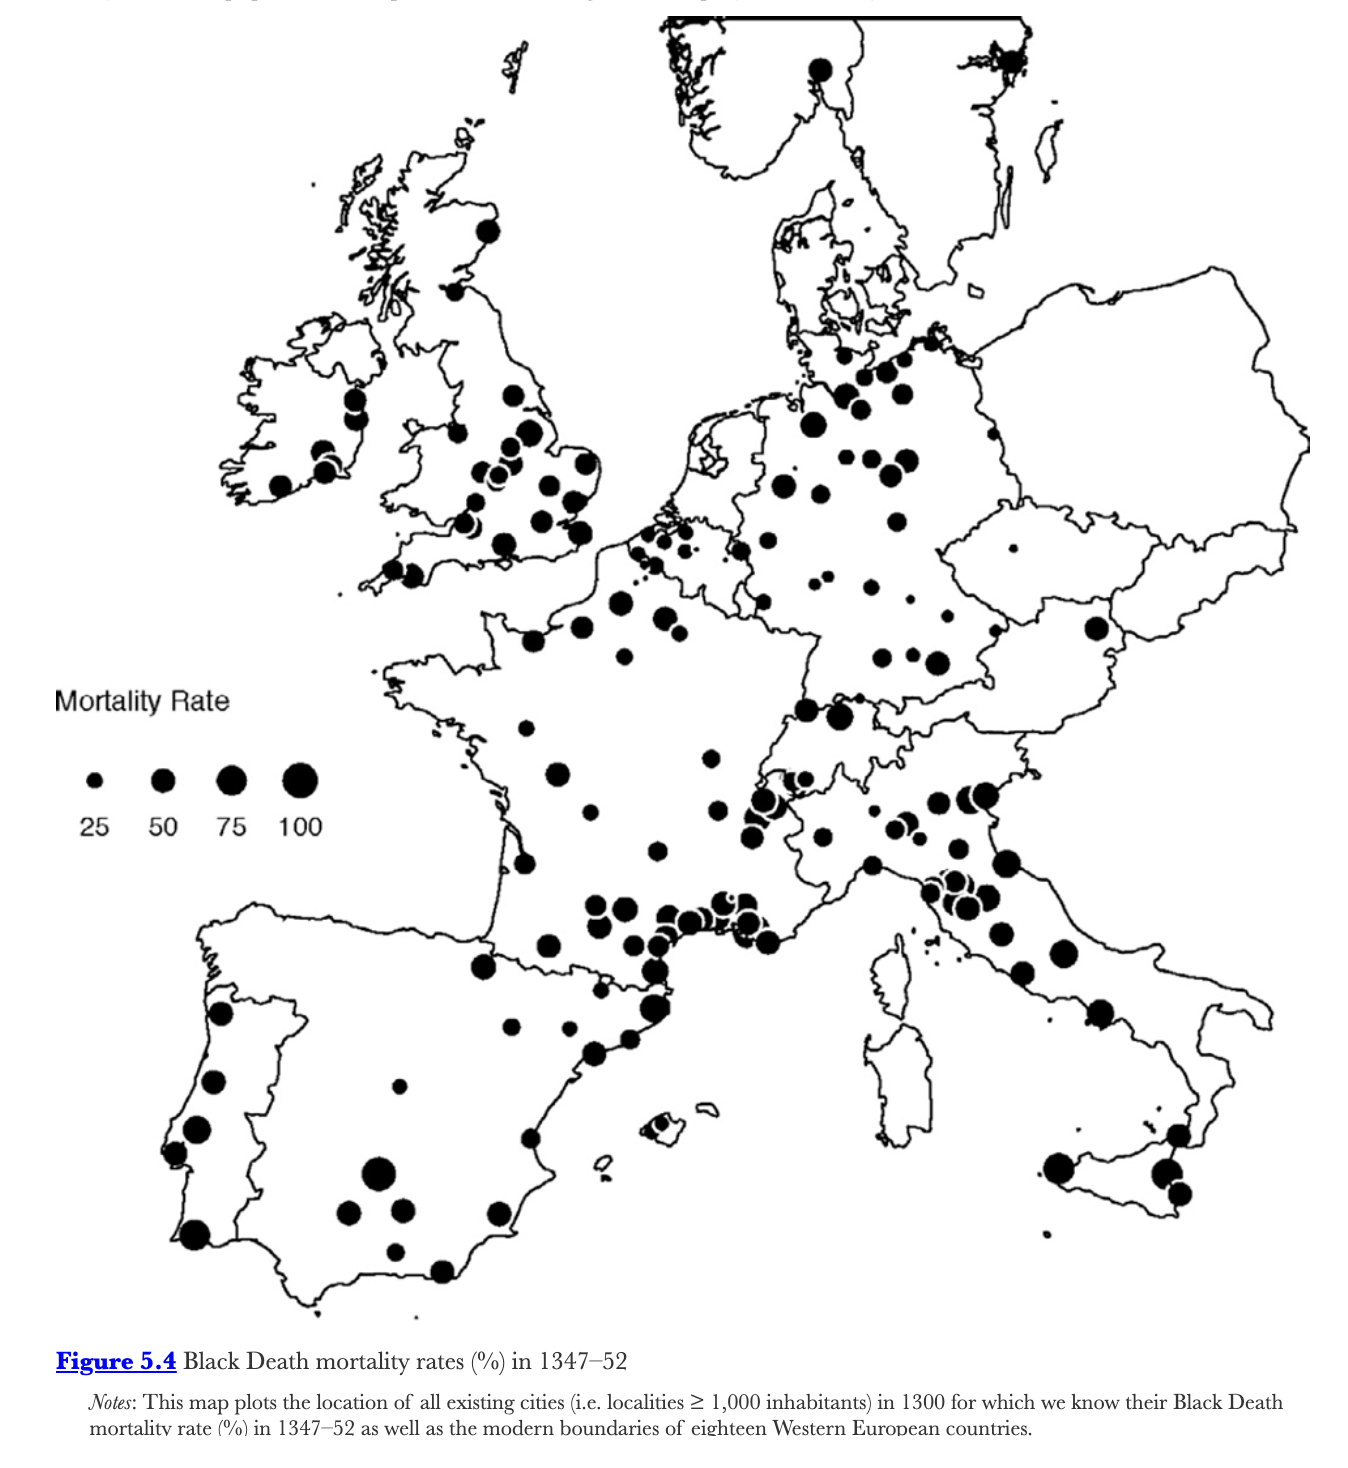 Mortality Rate
25 50 75 100
Figure 5.4 Black Death mortality rates (%) in 1347–52
Notes: This map plots the location of all existing cities (i.e. localities ≥ 1,000 inhabitants) in 1300 for which we know their Black Death
mortality rate (%) in 1347–52 as well as the modern boundaries of eighteen Western European countries.